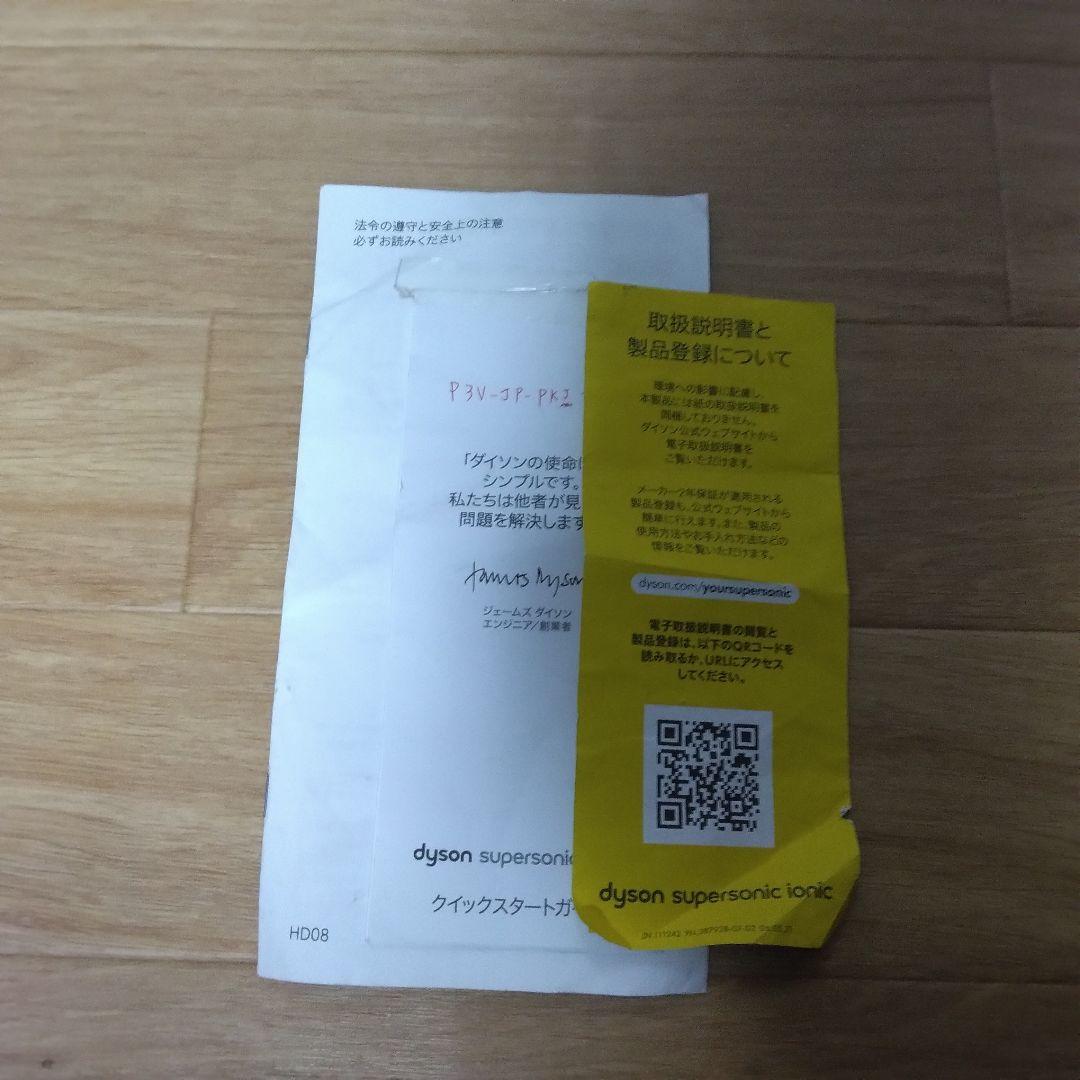 法令の遵守と安全上の注意
必ずお読みください
P3V-JP-PKJ
「ダイソンの使命は
シンプルです。
私たちは他者が見
問題を解決します
James Dyson
ジェームズ ダイソン
エンジニア/創業者
dyson supersonic
クイックスタートガ
HD08
取扱説明書と
製品登録について
環境への影響に配慮し、
本製品には紙の取扱説明書を
同梱しておりません。
ダイソン公式ウェブサイトから
電子取扱説明書を
ご覧いただけます。
メーカー2年保証が適用される
製品登録も、公式ウェブサイトから
簡単に行えます。また、製品の
使用方法やお手入れ方法などの
情報をご覧いただけます。
dyson.com/yoursupersonic
電子取扱説明書の閲覧と
製品登録は、以下のQRコードを
読み取るか、URLにアクセス
してください。
dyson supersonic ionic